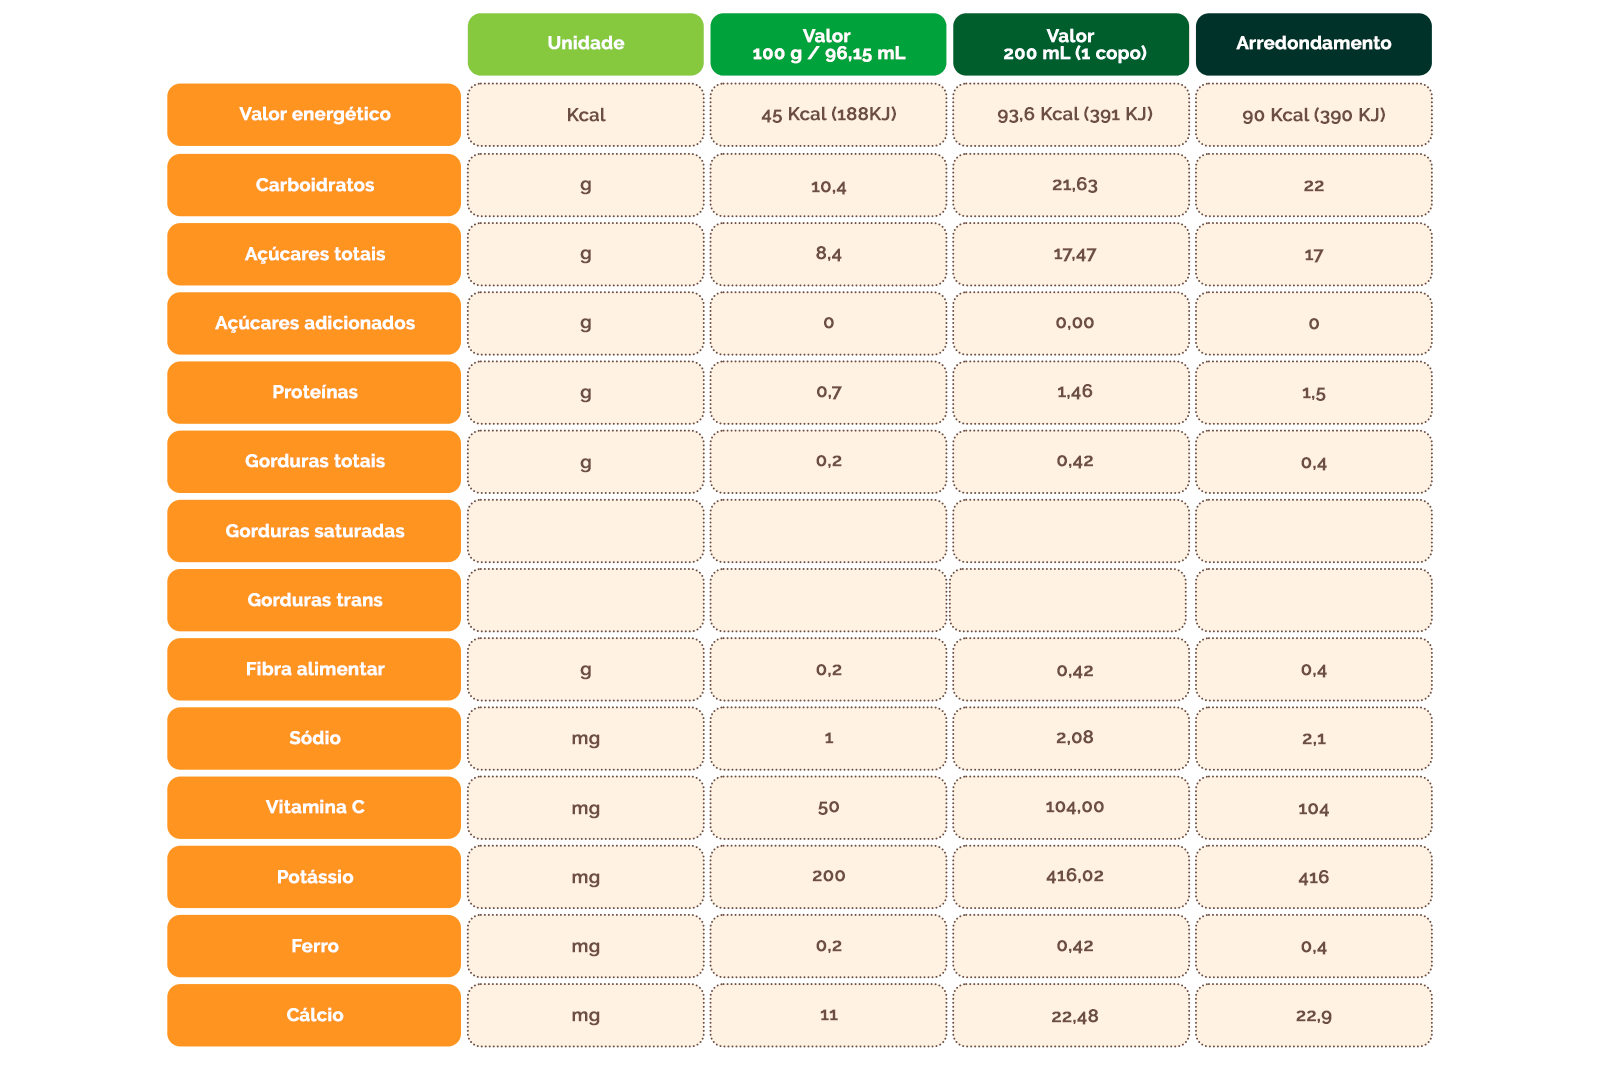 Unidade
Valor
100 g / 96,15 mL
Valor
200 mL (1 copo)
Arredondamento
Valor energético
Kcal
45 Kcal (188KJ)
93,6 Kcal (391 KJ)
90 Kcal (390 KJ)
Carboidratos
g
10,4
21,63
22
Açúcares totais
g
8,4
17,47
17
Açúcares adicionados
g
0
0,00
0
Proteínas
g
0,7
1,46
1,5
Gorduras totais
g
0,2
0,42
0,4
Gorduras saturadas
Gorduras trans
Fibra alimentar
g
0,2
0,42
0,4
Sódio
mg
1
2,08
2,1
Vitamina C
mg
50
104,00
104
Potássio
mg
200
416,02
416
Ferro
mg
0,2
0,42
0,4
Cálcio
mg
11
22,48
22,9